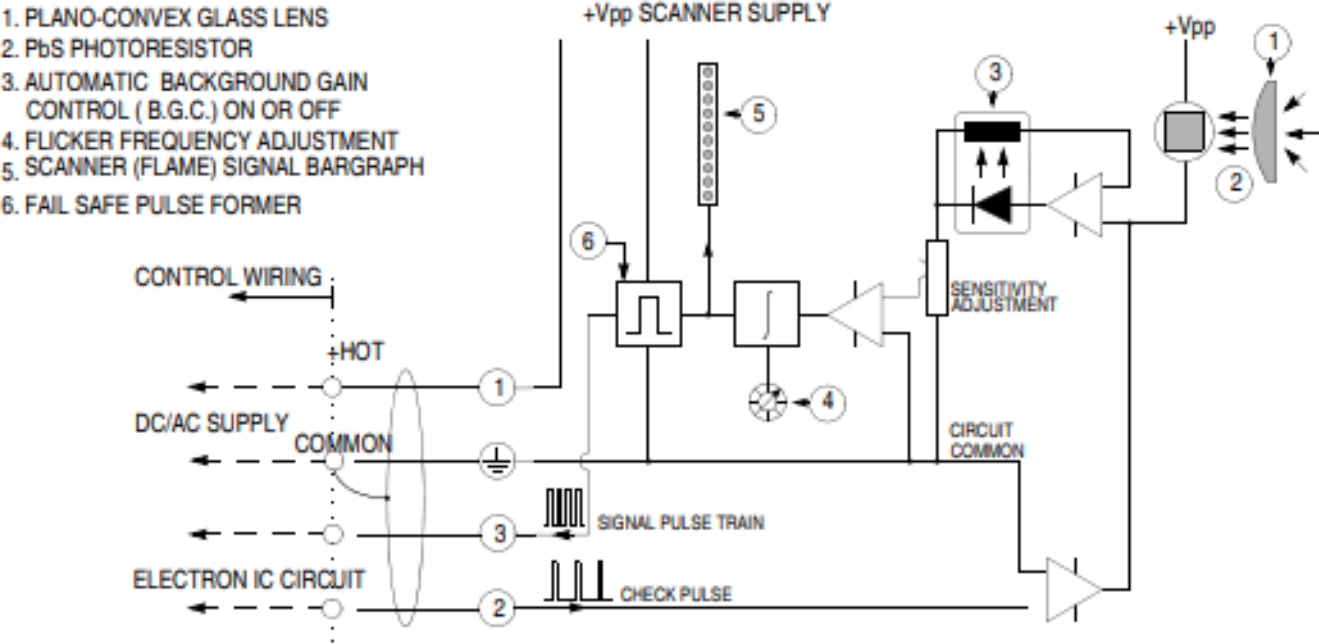 1. PLANO-CONVEX GLASS LENS
2. PbS PHOTORESISTOR
3. AUTOMATIC BACKGROUND GAIN
CONTROL ( B.G.C.) ON OR OFF
4. FLICKER FREQUENCY ADJUSTMENT
5. SCANNER (FLAME) SIGNAL BARGRAPH
6. FAIL SAFE PULSE FORMER
+Vpp SCANNER SUPPLY
+Vpp
1
3
5
2
6
CONTROL WIRING
SENSITIVITY
ADJUSTMENT
+HOT
1
4
DC/AC SUPPLY
COMMON
CIRCUIT
COMMON
3
SIGNAL PULSE TRAIN
ELECTRON IC CIRCUIT
2
CHECK PULSE